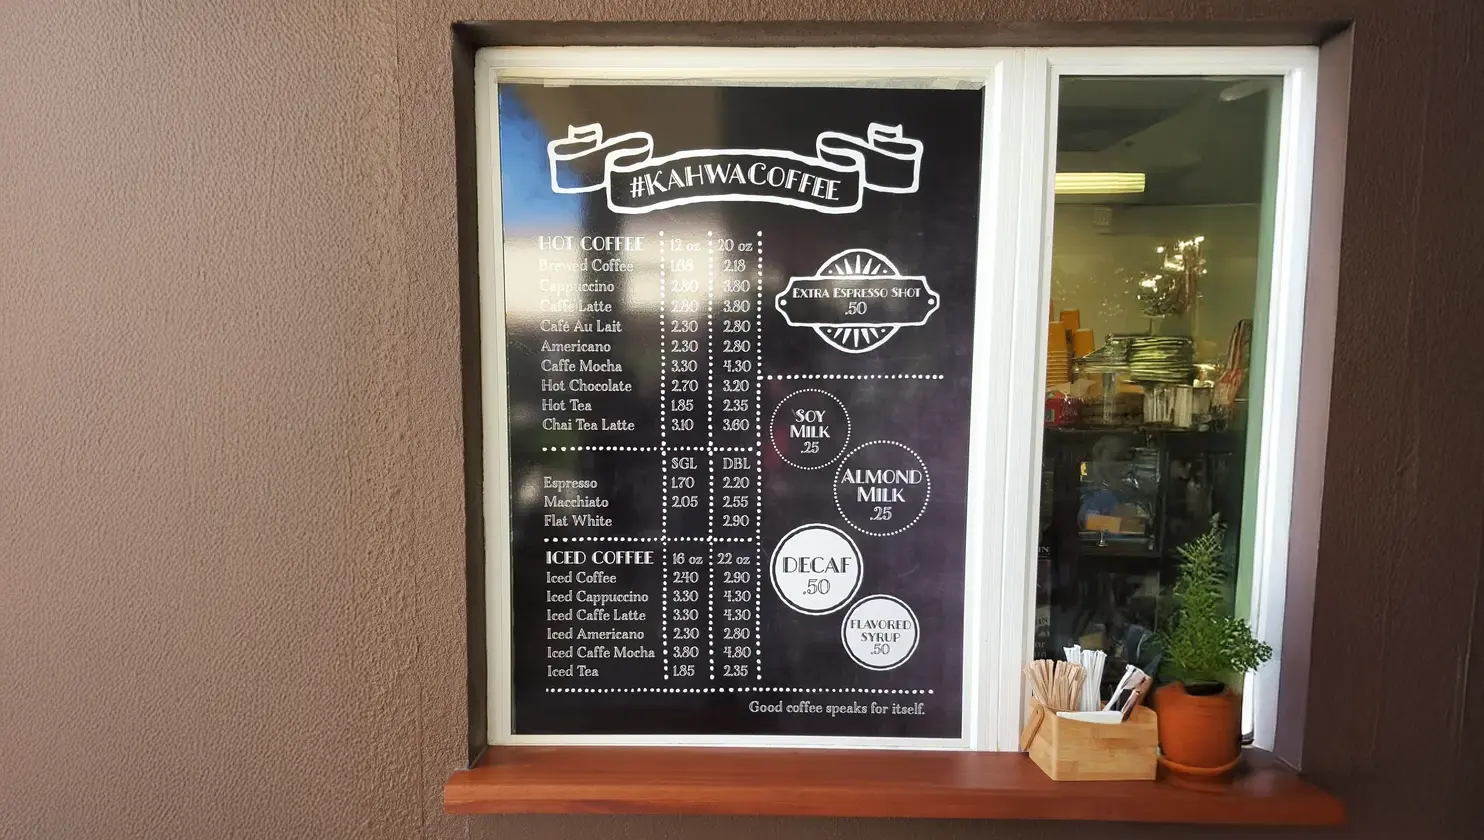 #KAHWACOFFEE
HOT COFFEE 12 oz 20 oz
Brewed Coffee 1.88 2.18
Cappuccino 2.80 3.80
Caffe Latte 2.80 3.80
Café Au Lait 2.30 2.80
Americano 2.30 2.80
Caffe Mocha 3.30 4.30
Hot Chocolate 2.70 3.20
Hot Tea 1.85 2.35
Chai Tea Latte 3.10 3.60
SGL DBL
Espresso 1.70 2.20
Macchiato 2.05 2.55
Flat White 2.90
ICED COFFEE 16 oz 22 oz
Iced Coffee 2.40 2.90
Iced Cappuccino 3.30 4.30
Iced Caffe Latte 3.30 4.30
Iced Americano 2.30 2.80
Iced Caffe Mocha 3.80 4.80
Iced Tea 1.85 2.35
EXTRA ESPRESSO SHOT
.50
SOY
MILK
.25
ALMOND
MILK
.25
DECAF
.50
FLAVORED
SYRUP
.50
Good coffee speaks for itself.